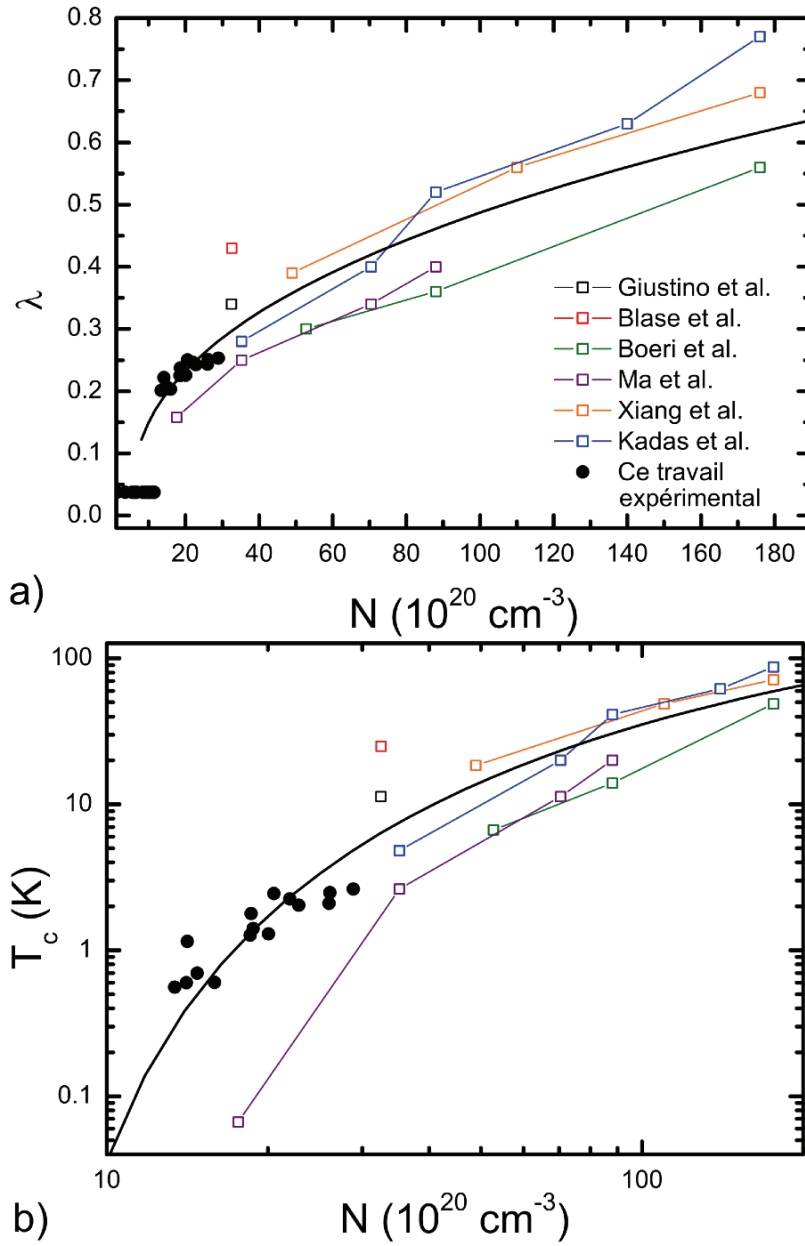 0.8
0.7
0.6
0.5
0.4
0.3
0.2
0.1
0.0
λ
Giustino et al.
Blase et al.
Boeri et al.
Ma et al.
Xiang et al.
Kadas et al.
Ce travail
expérimental
20 40 60 80 100 120 140 160 180
a)
N (10²⁰ cm⁻³)
100
10
1
0.1
T_c (K)
10 100
b)
N (10²⁰ cm⁻³)